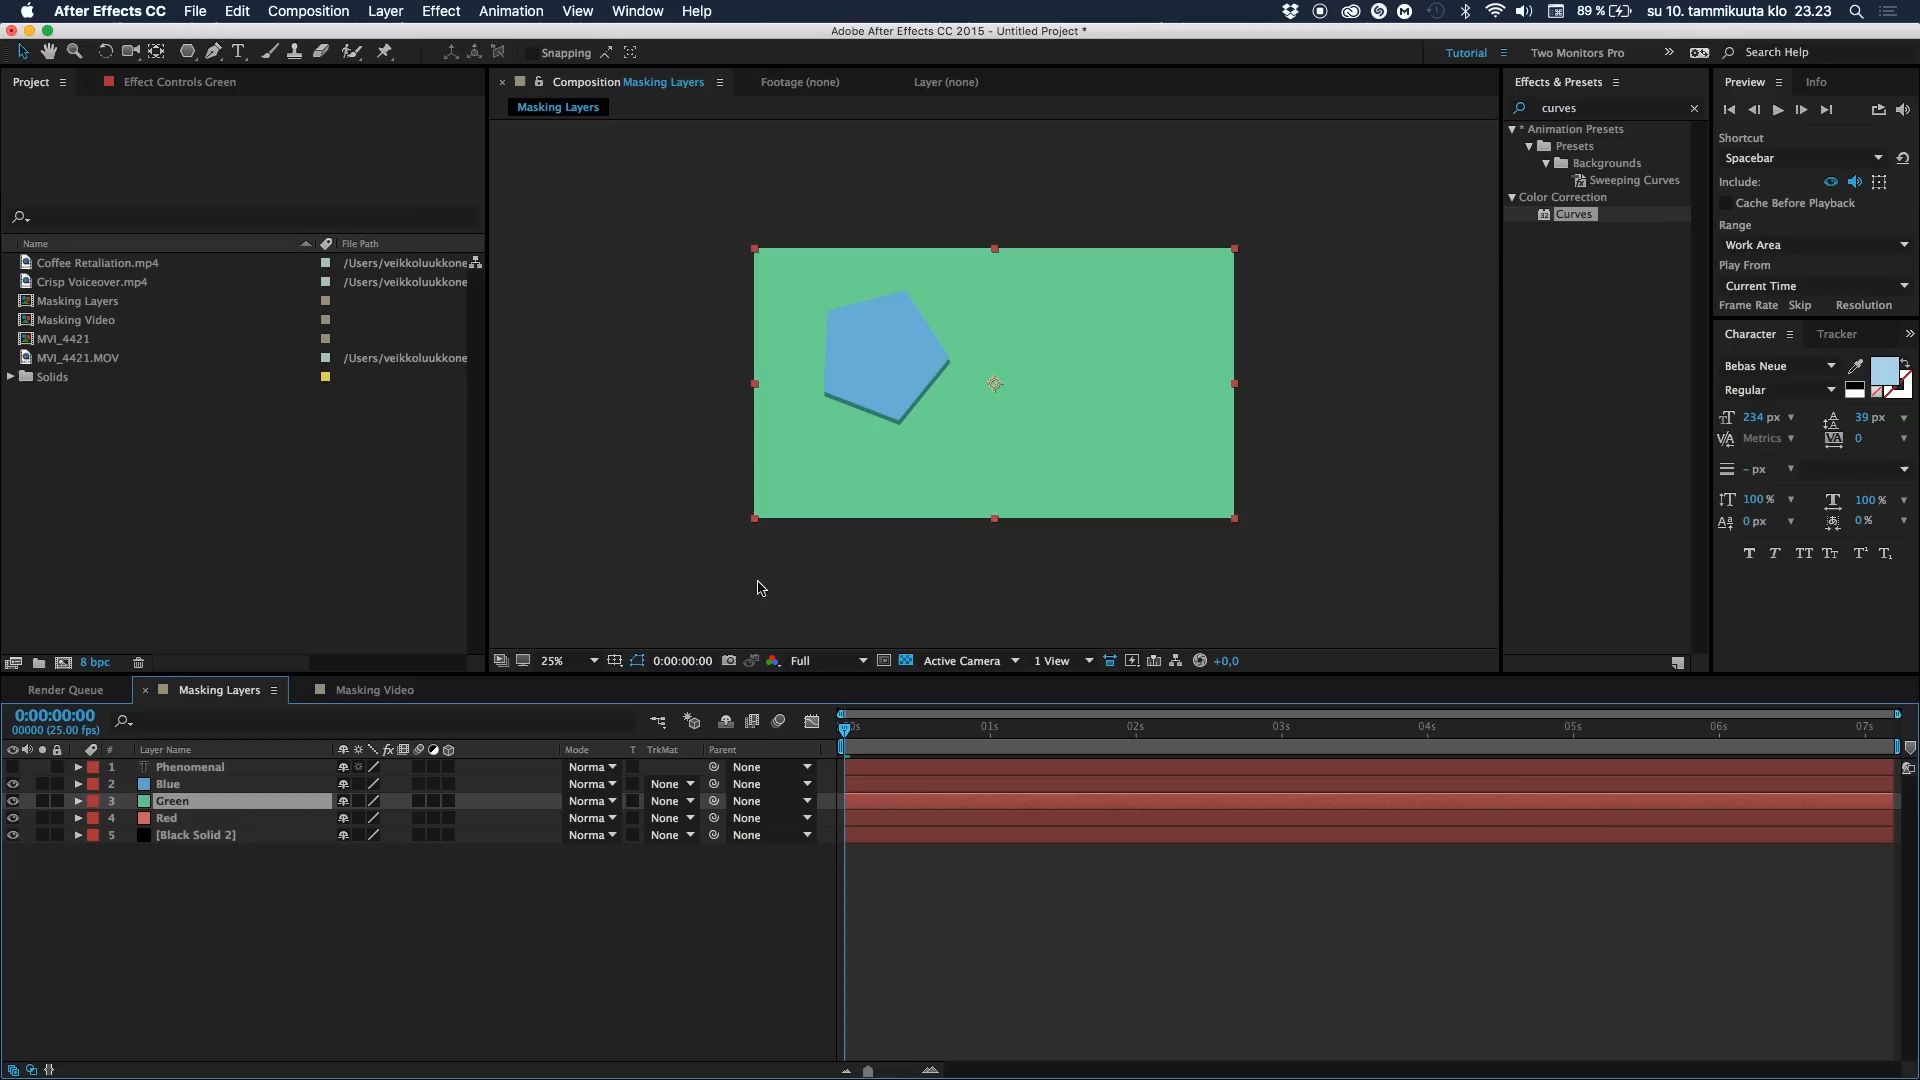 After Effects CC File Edit Composition Layer Effect Animation View Window Help 89 % su 10. tammikuuta klo 23.23
Adobe After Effects CC 2015 - Untitled Project *
Snapping Tutorial Two Monitors Pro Search Help
Project Effect Controls Green
Composition Masking Layers Footage (none) Layer (none)
Masking Layers
Name File Path
Coffee Retaliation.mp4 /Users/veikkoluukkone
Crisp Voiceover.mp4 /Users/veikkoluukkone
Masking Layers
Masking Video
MVI_4421
MVI_4421.MOV /Users/veikkoluukkone
Solids
8 bpc
25% 0:00:00:00 Full Active Camera 1 View +0,0
Effects & Presets
curves
* Animation Presets
Presets
Backgrounds
Sweeping Curves
Color Correction
32 Curves
Preview Info
Shortcut
Spacebar
Include:
Cache Before Playback
Range
Work Area
Play From
Current Time
Frame Rate Skip Resolution
Character Tracker
Bebas Neue
Regular
234 px 39 px
Metrics 0
- px
100 % 100 %
0 px 0 %
T T TT Tt T¹ T₁
Render Queue Masking Layers Masking Video
0:00:00:00
00000 (25.00 fps)
01s 02s 03s 04s 05s 06s 07s
# Layer Name fx Mode T TrkMat Parent
1 T Phenomenal Norma None
2 Blue Norma None None
3 Green Norma None None
4 Red Norma None None
5 [Black Solid 2] Norma None None